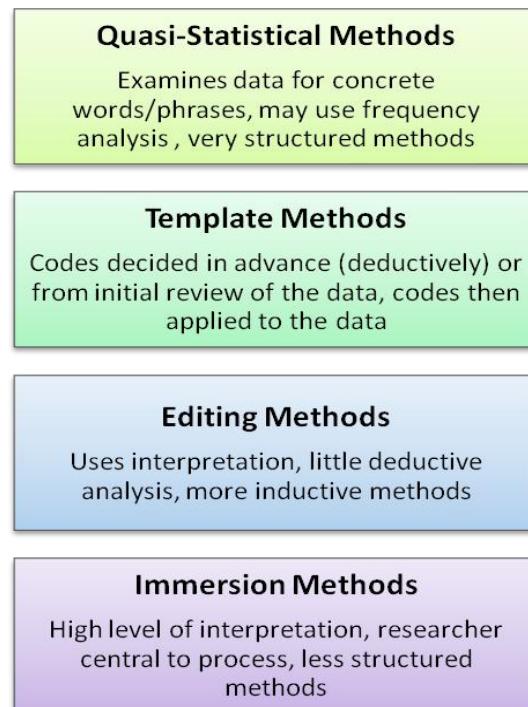 Quasi-Statistical Methods
Examines data for concrete
words/phrases, may use frequency
analysis , very structured methods
Template Methods
Codes decided in advance (deductively) or
from initial review of the data, codes then
applied to the data
Editing Methods
Uses interpretation, little deductive
analysis, more inductive methods
Immersion Methods
High level of interpretation, researcher
central to process, less structured
methods